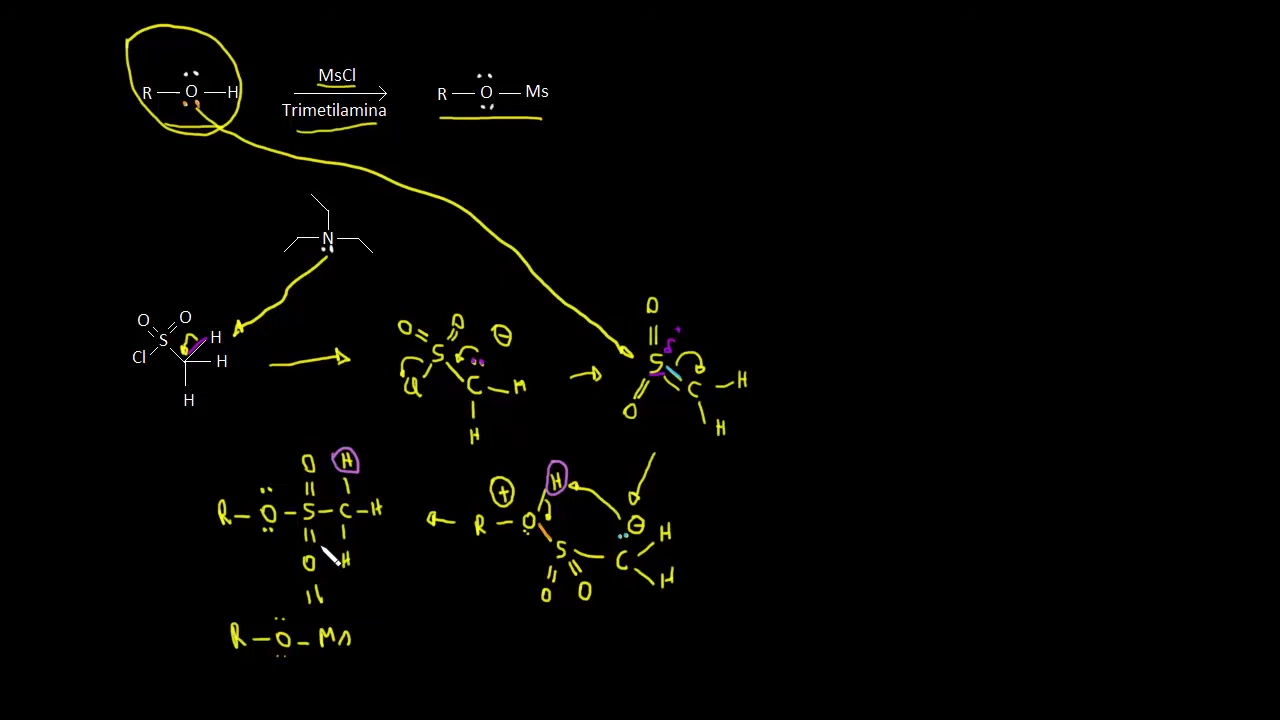 R — O — H MsCl R — O — Ms
Trimetilamina
N
O O H
S
Cl H
H
O O ⊖
S
Cl C H
H
O
S δ+
C H
O H
O H
R — O — S — C — H
O H
R — O — Ms
⊕ H
R — O ⊖
S C H
O O H